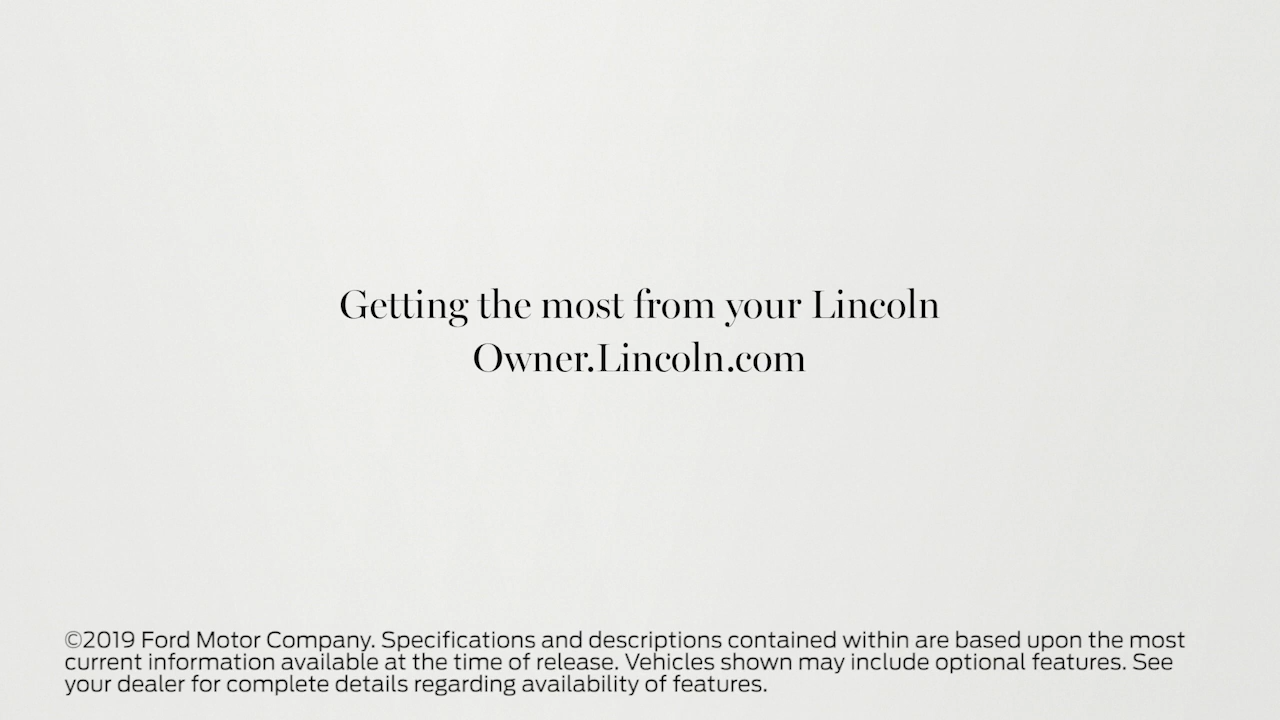 Getting the most from your Lincoln
Owner.Lincoln.com
©2019 Ford Motor Company. Specifications and descriptions contained within are based upon the most
current information available at the time of release. Vehicles shown may include optional features. See
your dealer for complete details regarding availability of features.